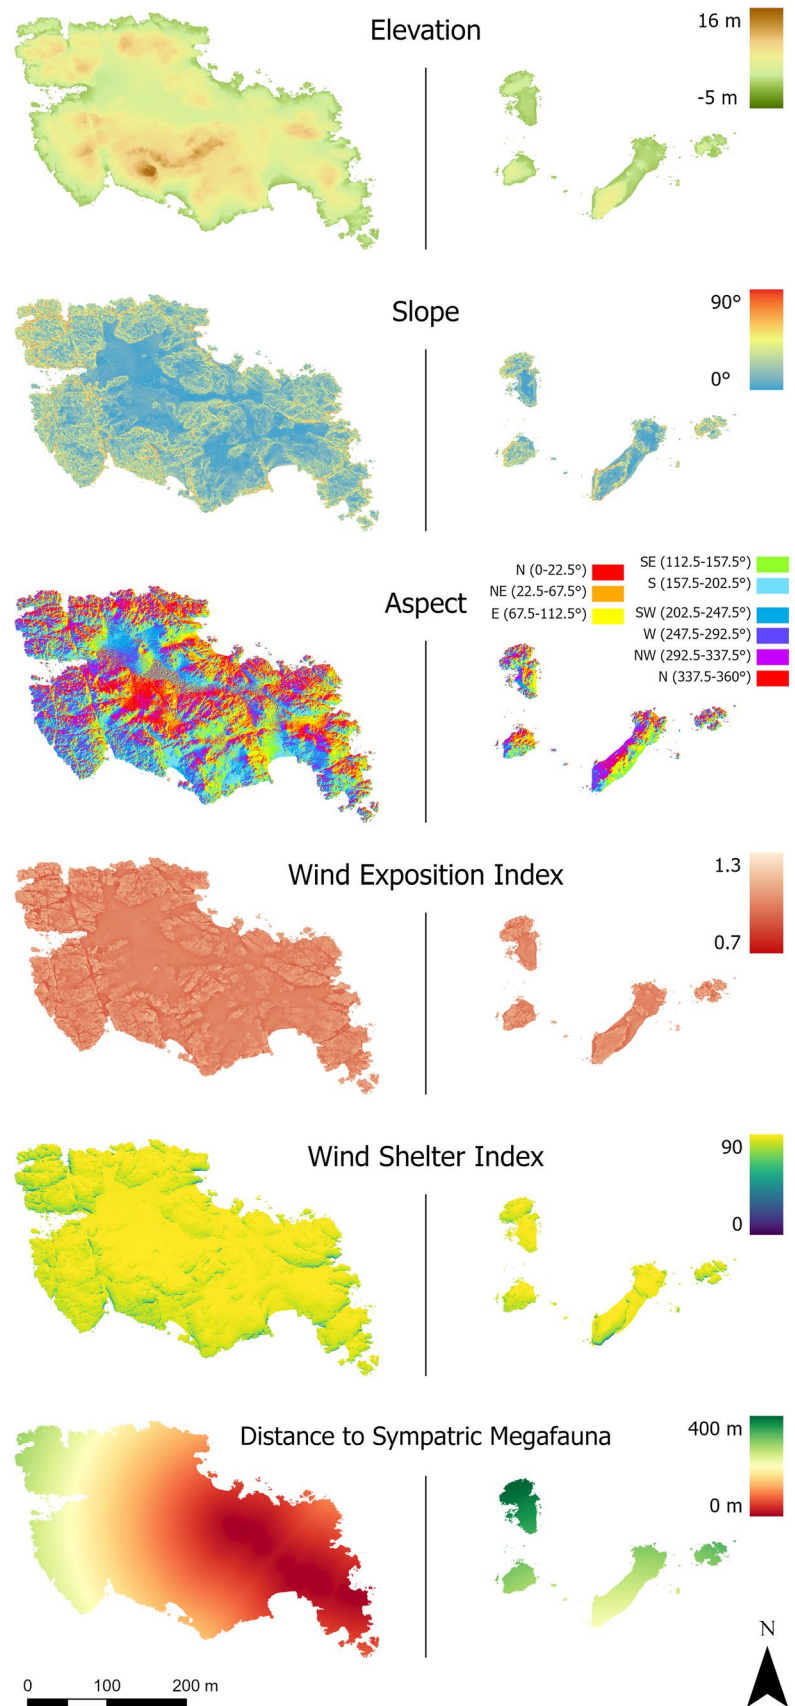 Elevation
16 m
-5 m
Slope
90°
0°
Aspect
N (0-22.5°)
NE (22.5-67.5°)
E (67.5-112.5°)
SE (112.5-157.5°)
S (157.5-202.5°)
SW (202.5-247.5°)
W (247.5-292.5°)
NW (292.5-337.5°)
N (337.5-360°)
Wind Exposition Index
1.3
0.7
Wind Shelter Index
90
0
Distance to Sympatric Megafauna
400 m
0 m
N
0 100 200 m